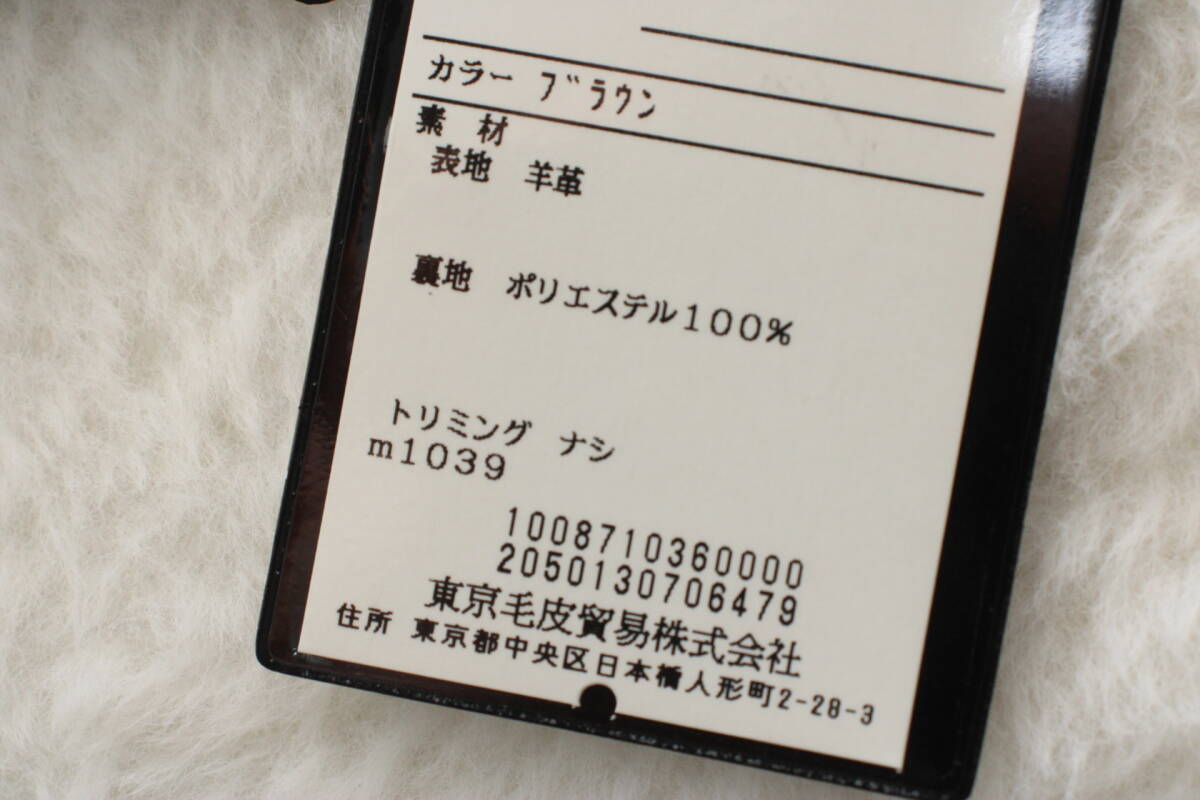 カラー ブラウン
素 材
表地 羊革
裏地 ポリエステル100%
トリミング ナシ
m1039
1008710360000
2050130706479
東京毛皮貿易株式会社
住所 東京都中央区日本橋人形町2-28-3